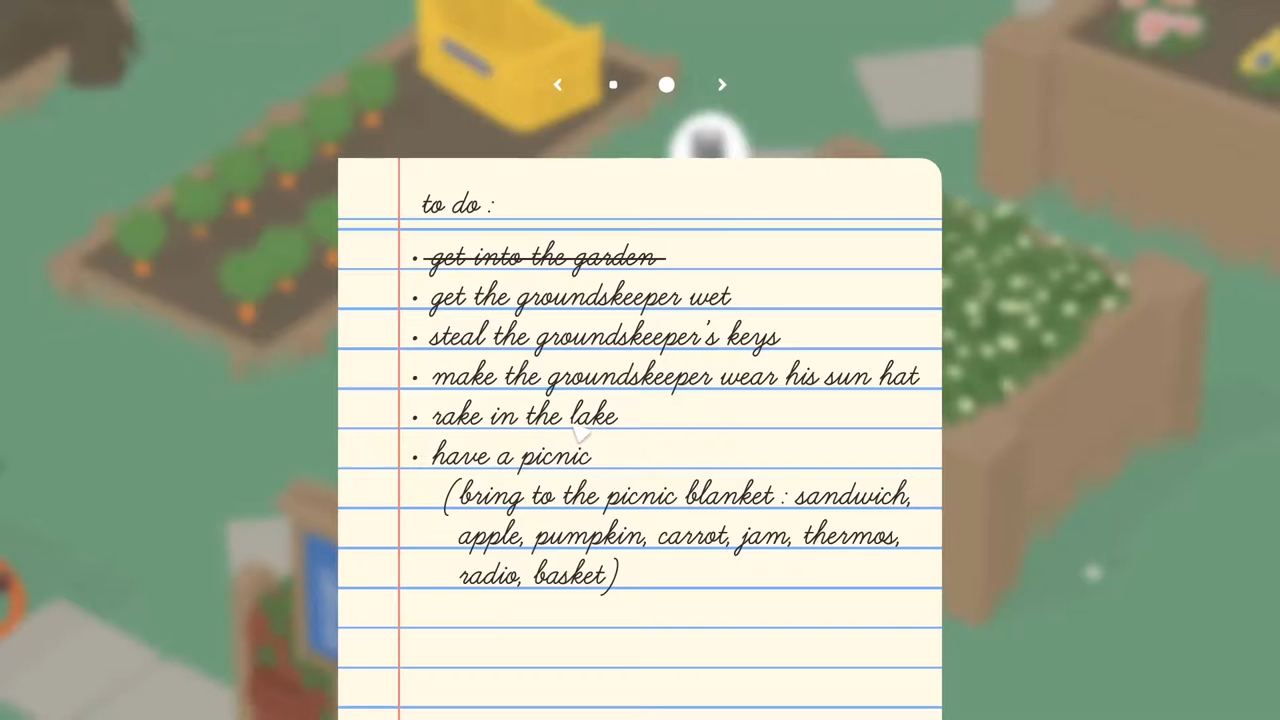 to do :
• get into the garden
• get the groundskeeper wet
• steal the groundskeeper's keys
• make the groundskeeper wear his sun hat
• rake in the lake
• have a picnic
(bring to the picnic blanket : sandwich,
apple, pumpkin, carrot, jam, thermos,
radio, basket)